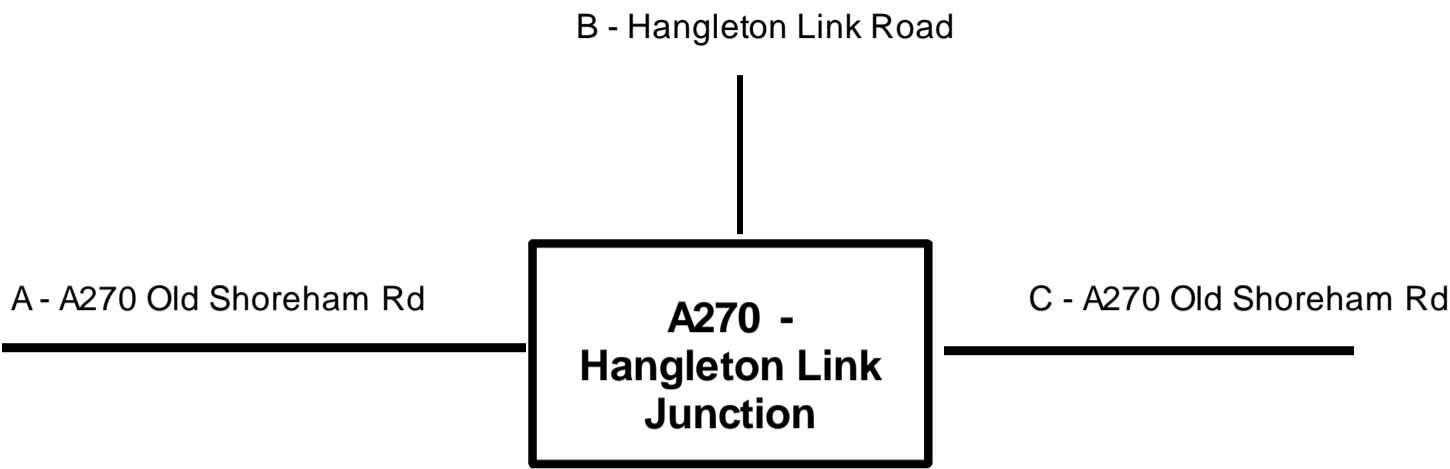 B - Hangleton Link Road
A - A270 Old Shoreham Rd
C - A270 Old Shoreham Rd
A270 -
Hangleton Link
Junction